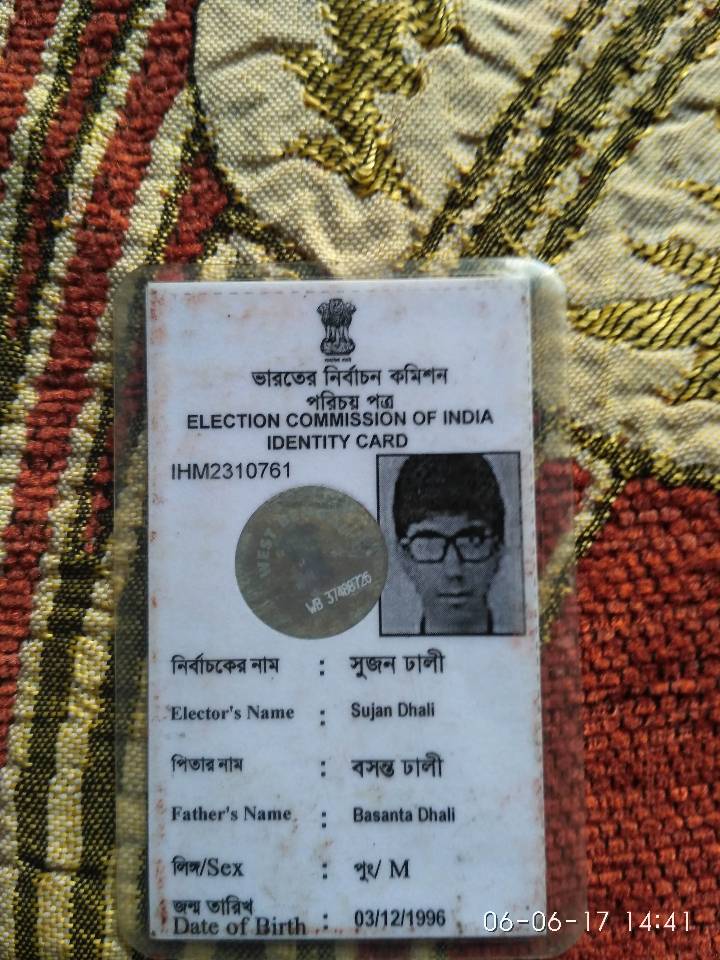 ভারতের নির্বাচন কমিশন
পরিচয় পত্র
ELECTION COMMISSION OF INDIA
IDENTITY CARD
IHM2310761
WEST
WB 37488726
নির্বাচকের নাম : সুজন ঢালী
Elector's Name : Sujan Dhali
পিতার নাম : বসন্ত ঢালী
Father's Name : Basanta Dhali
লিঙ্গ/Sex : পুং/ M
জন্ম তারিখ
Date of Birth : 03/12/1996
06-06-17 14:41